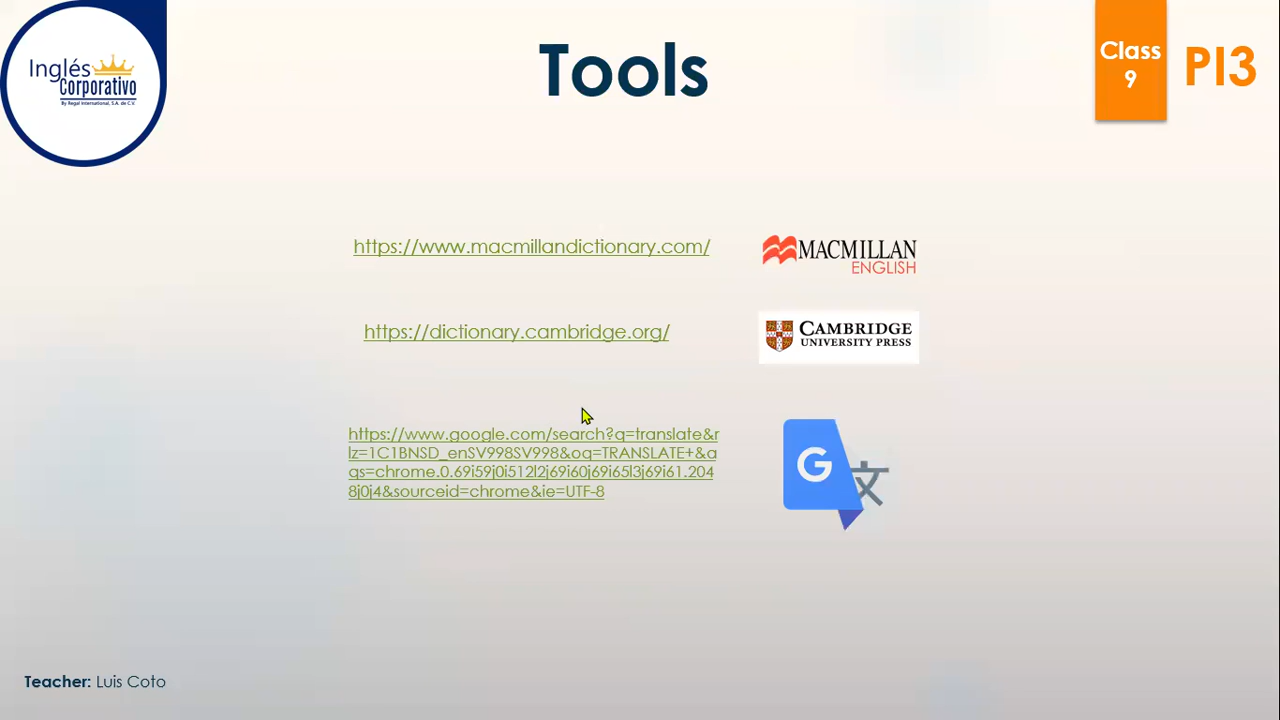 Inglés
Corporativo
By Regal International, S.A. de C.V.
Tools
Class
9
PI3
https://www.macmillandictionary.com/
MACMILLAN
ENGLISH
https://dictionary.cambridge.org/
CAMBRIDGE
UNIVERSITY PRESS
https://www.google.com/search?q=translate&r
lz=1C1BNSD_enSV998SV998&oq=TRANSLATE+&a
qs=chrome.0.69i59j0i512l2j69i60j69i65l3j69i61.204
8j0j4&sourceid=chrome&ie=UTF-8
G
文
Teacher: Luis Coto